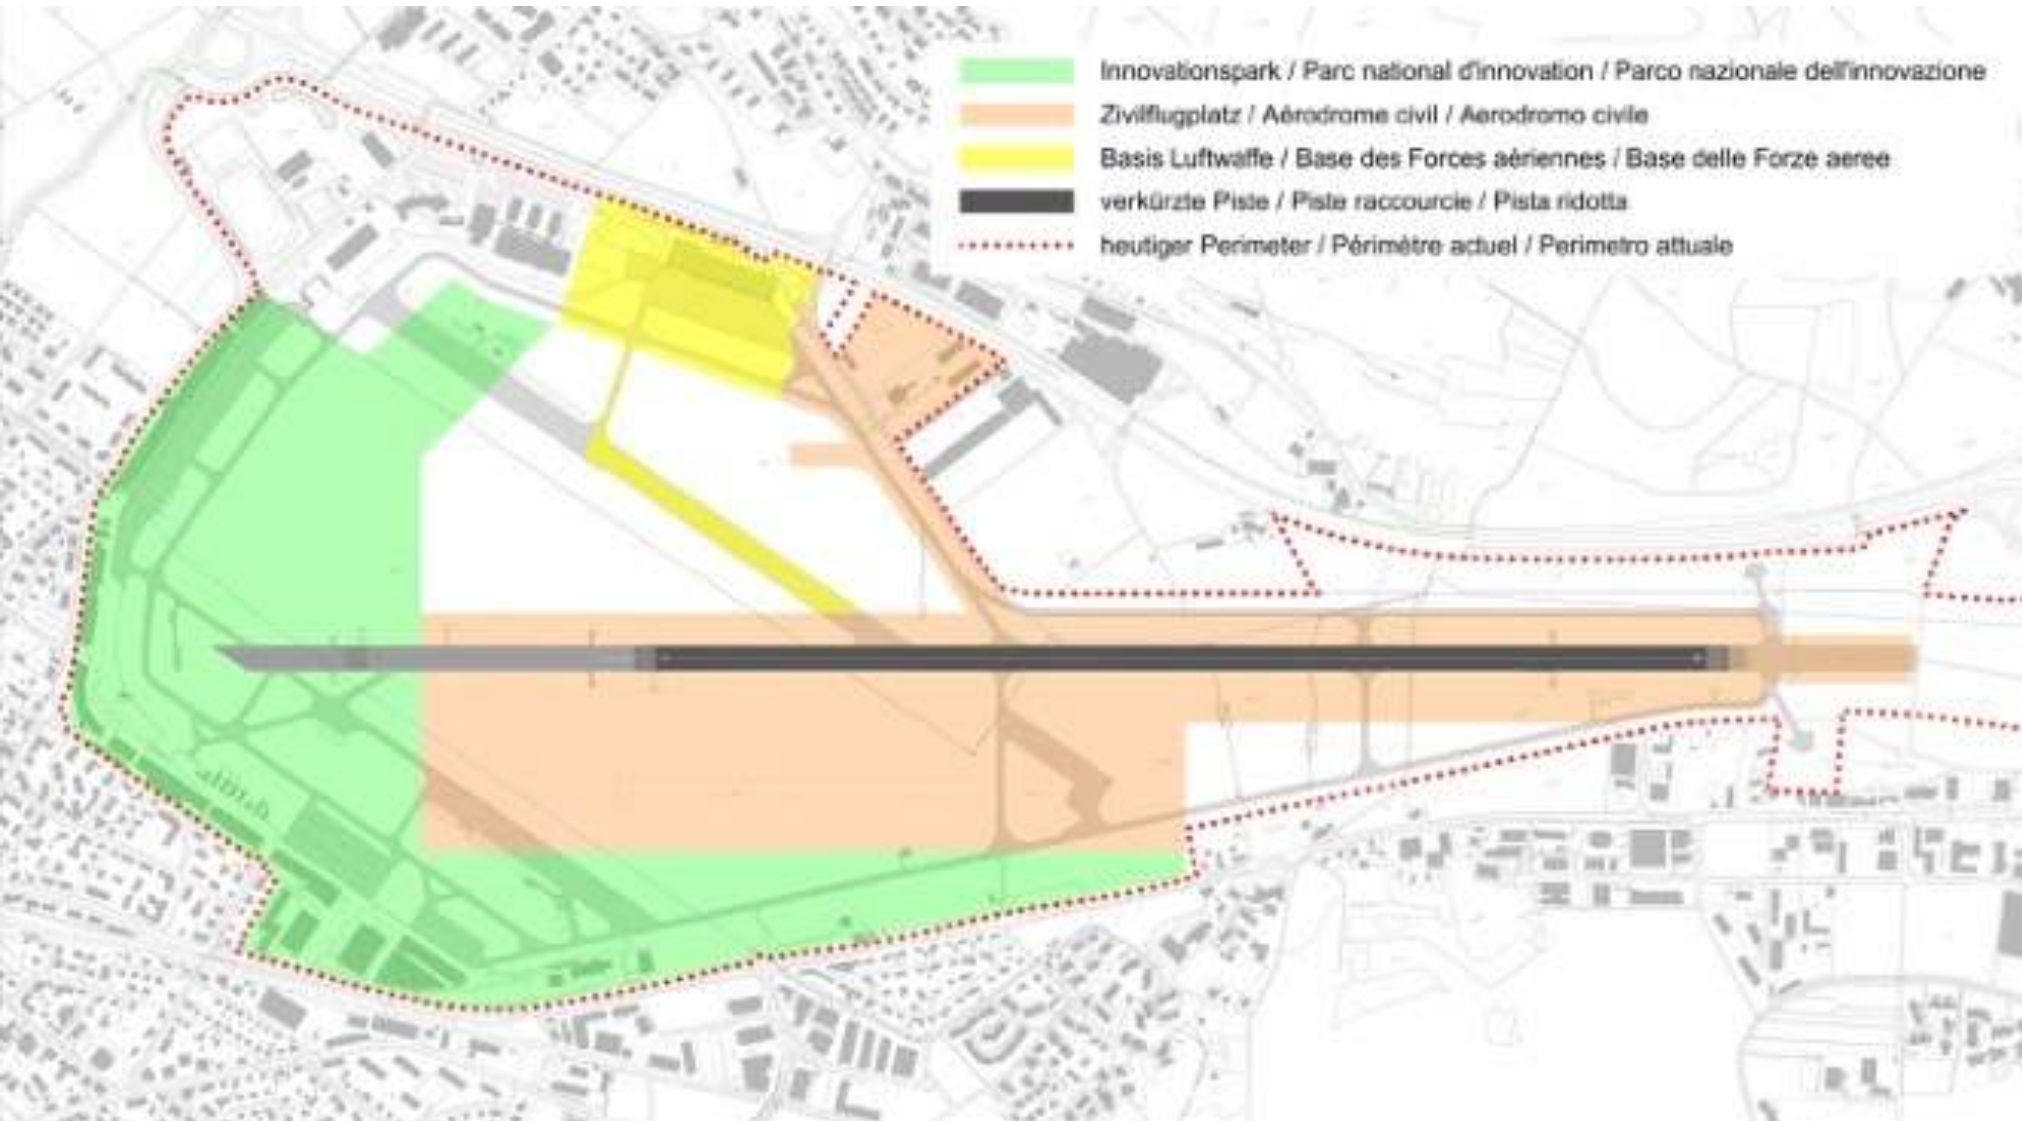 Innovationspark / Parc national d'innovation / Parco nazionale dell'innovazione
Zivilflugplatz / Aérodrome civil / Aerodromo civile
Basis Luftwaffe / Base des Forces aériennes / Base delle Forze aeree
verkürzte Piste / Piste raccourcie / Pista ridotta
heutiger Perimeter / Périmètre actuel / Perimetro attuale